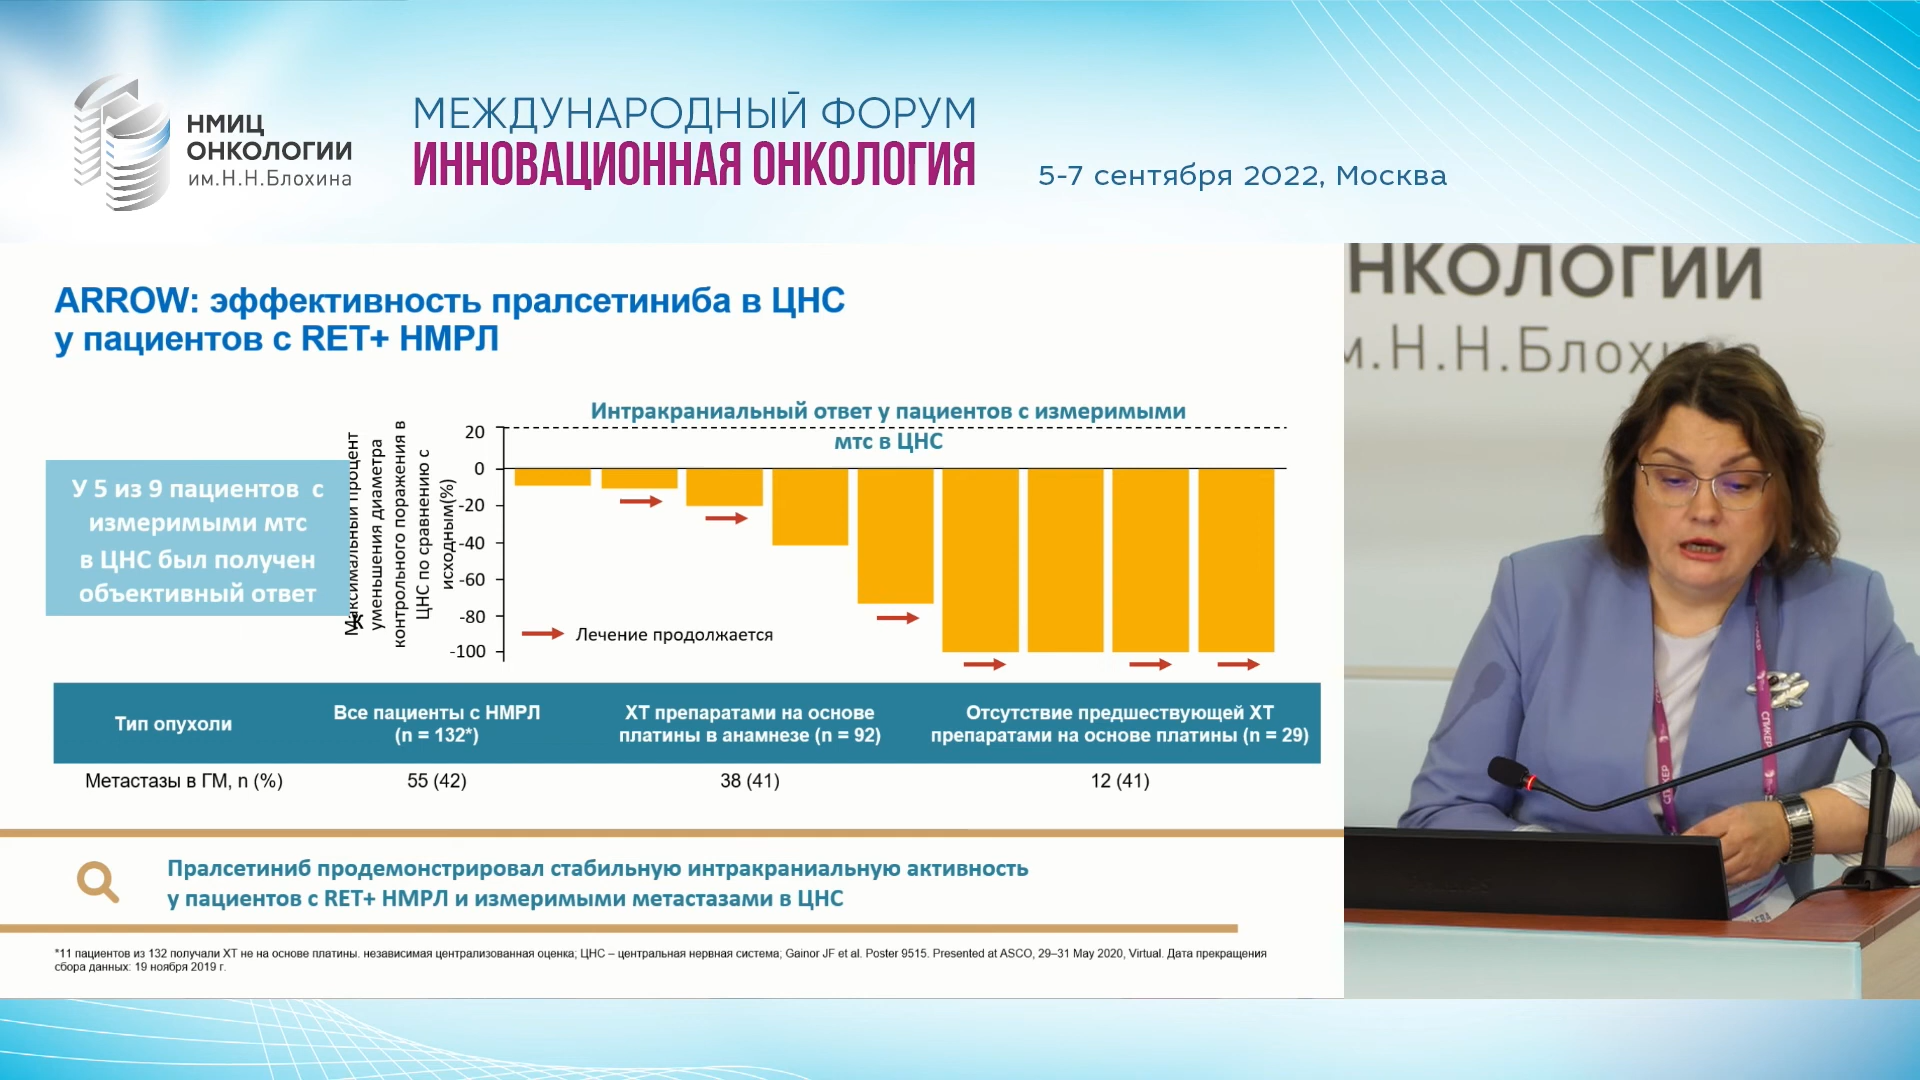 НМИЦ
ОНКОЛОГИИ
им.Н.Н.Блохина
МЕЖДУНАРОДНЫЙ ФОРУМ
ИННОВАЦИОННАЯ ОНКОЛОГИЯ
5-7 сентября 2022, Москва
ARROW: эффективность пралсетиниба в ЦНС
у пациентов с RET+ НМРЛ
У 5 из 9 пациентов с
измеримыми мтс
в ЦНС был получен
объективный ответ
Максимальный процент
уменьшения диаметра
контрольного поражения в
ЦНС по сравнению с
исходным(%)
Интракраниальный ответ у пациентов с измеримыми
мтс в ЦНС
20
0
-20
-40
-60
-80
-100
Лечение продолжается
Тип опухоли
Все пациенты с НМРЛ
(n = 132*)
ХТ препаратами на основе
платины в анамнезе (n = 92)
Отсутствие предшествующей ХТ
препаратами на основе платины (n = 29)
Метастазы в ГМ, n (%)
55 (42)
38 (41)
12 (41)
Пралсетиниб продемонстрировал стабильную интракраниальную активность
у пациентов с RET+ НМРЛ и измеримыми метастазами в ЦНС
*11 пациентов из 132 получали ХТ не на основе платины. независимая централизованная оценка; ЦНС – центральная нервная система; Gainor JF et al. Poster 9515. Presented at ASCO, 29–31 May 2020, Virtual. Дата прекращения
сбора данных: 19 ноября 2019 г.
НКОЛОГИИ
м.Н.Н.Блохина
СПИКЕР
СПИКЕР